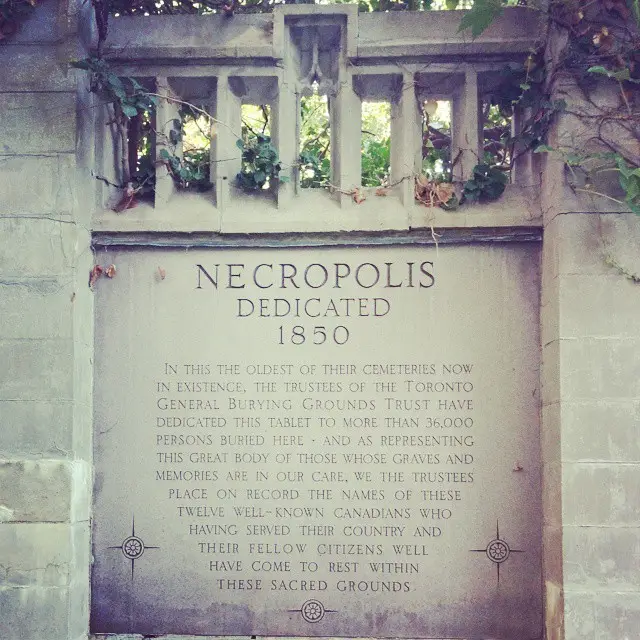 NECROPOLIS
DEDICATED
1850
IN THIS THE OLDEST OF THEIR CEMETERIES NOW
IN EXISTENCE, THE TRUSTEES OF THE TORONTO
GENERAL BURYING GROUNDS TRUST HAVE
DEDICATED THIS TABLET TO MORE THAN 36,000
PERSONS BURIED HERE · AND AS REPRESENTING
THIS GREAT BODY OF THOSE WHOSE GRAVES AND
MEMORIES ARE IN OUR CARE, WE THE TRUSTEES
PLACE ON RECORD THE NAMES OF THESE
TWELVE WELL-KNOWN CANADIANS WHO
HAVING SERVED THEIR COUNTRY AND
THEIR FELLOW CITIZENS WELL
HAVE COME TO REST WITHIN
THESE SACRED GROUNDS